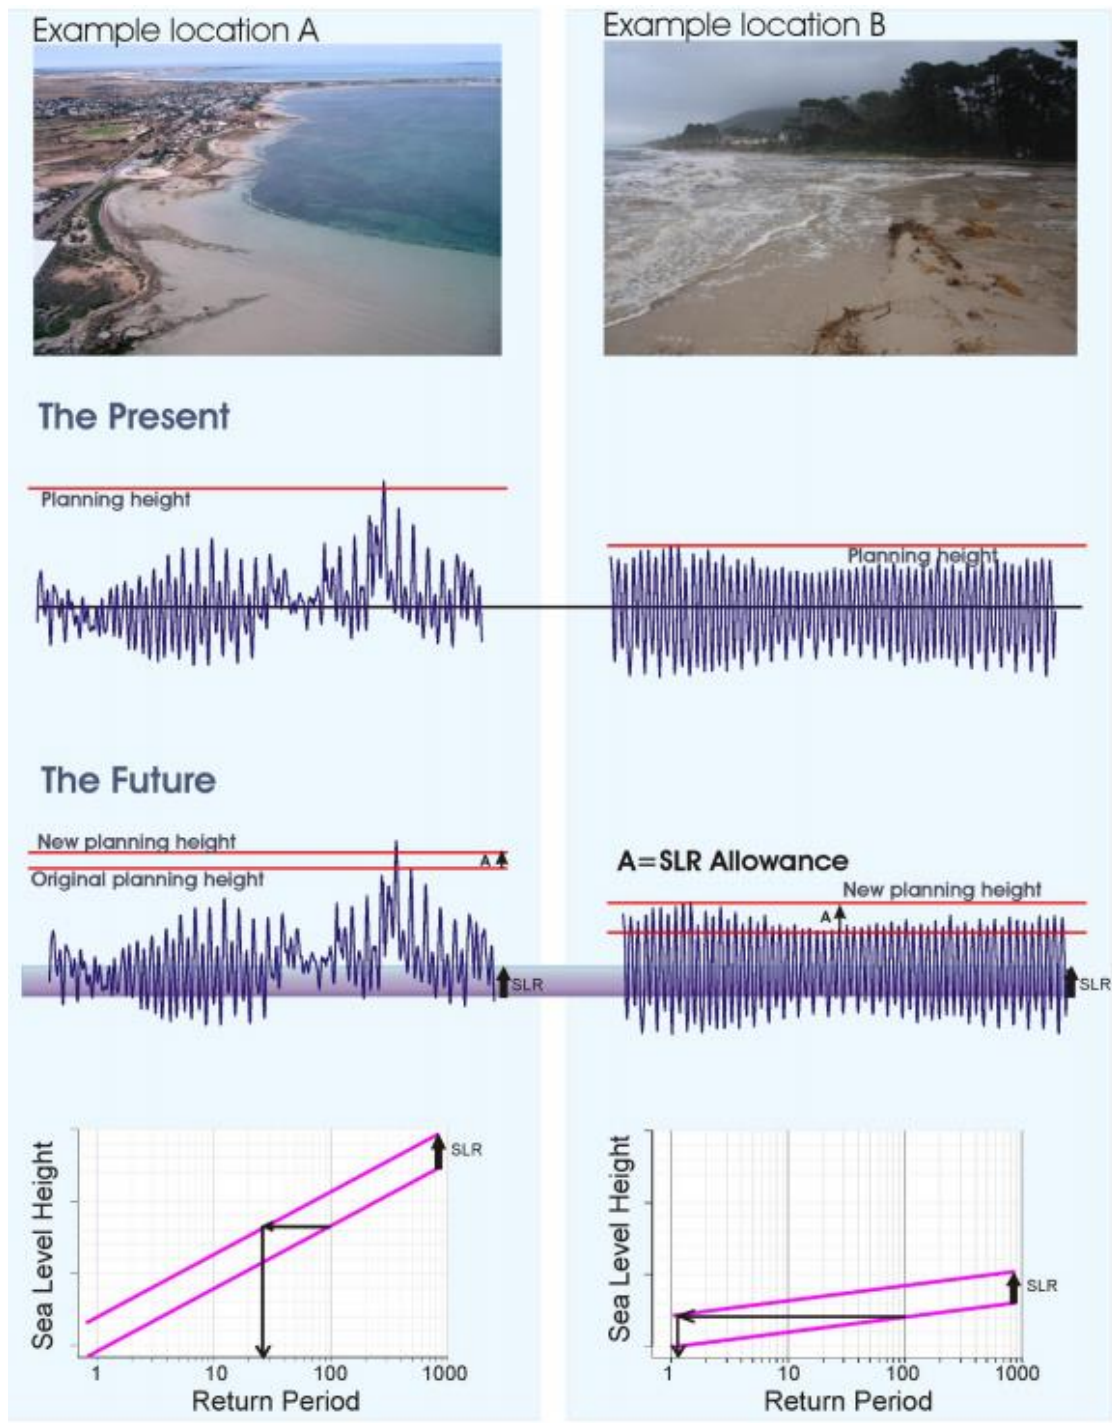 Example location A
Example location B
The Present
Planning height
Planning height
The Future
New planning height
A
Original planning height
SLR
A=SLR Allowance
New planning height
A
SLR
Sea Level Height
SLR
1 10 100 1000
Return Period
Sea Level Height
SLR
1 10 100 1000
Return Period